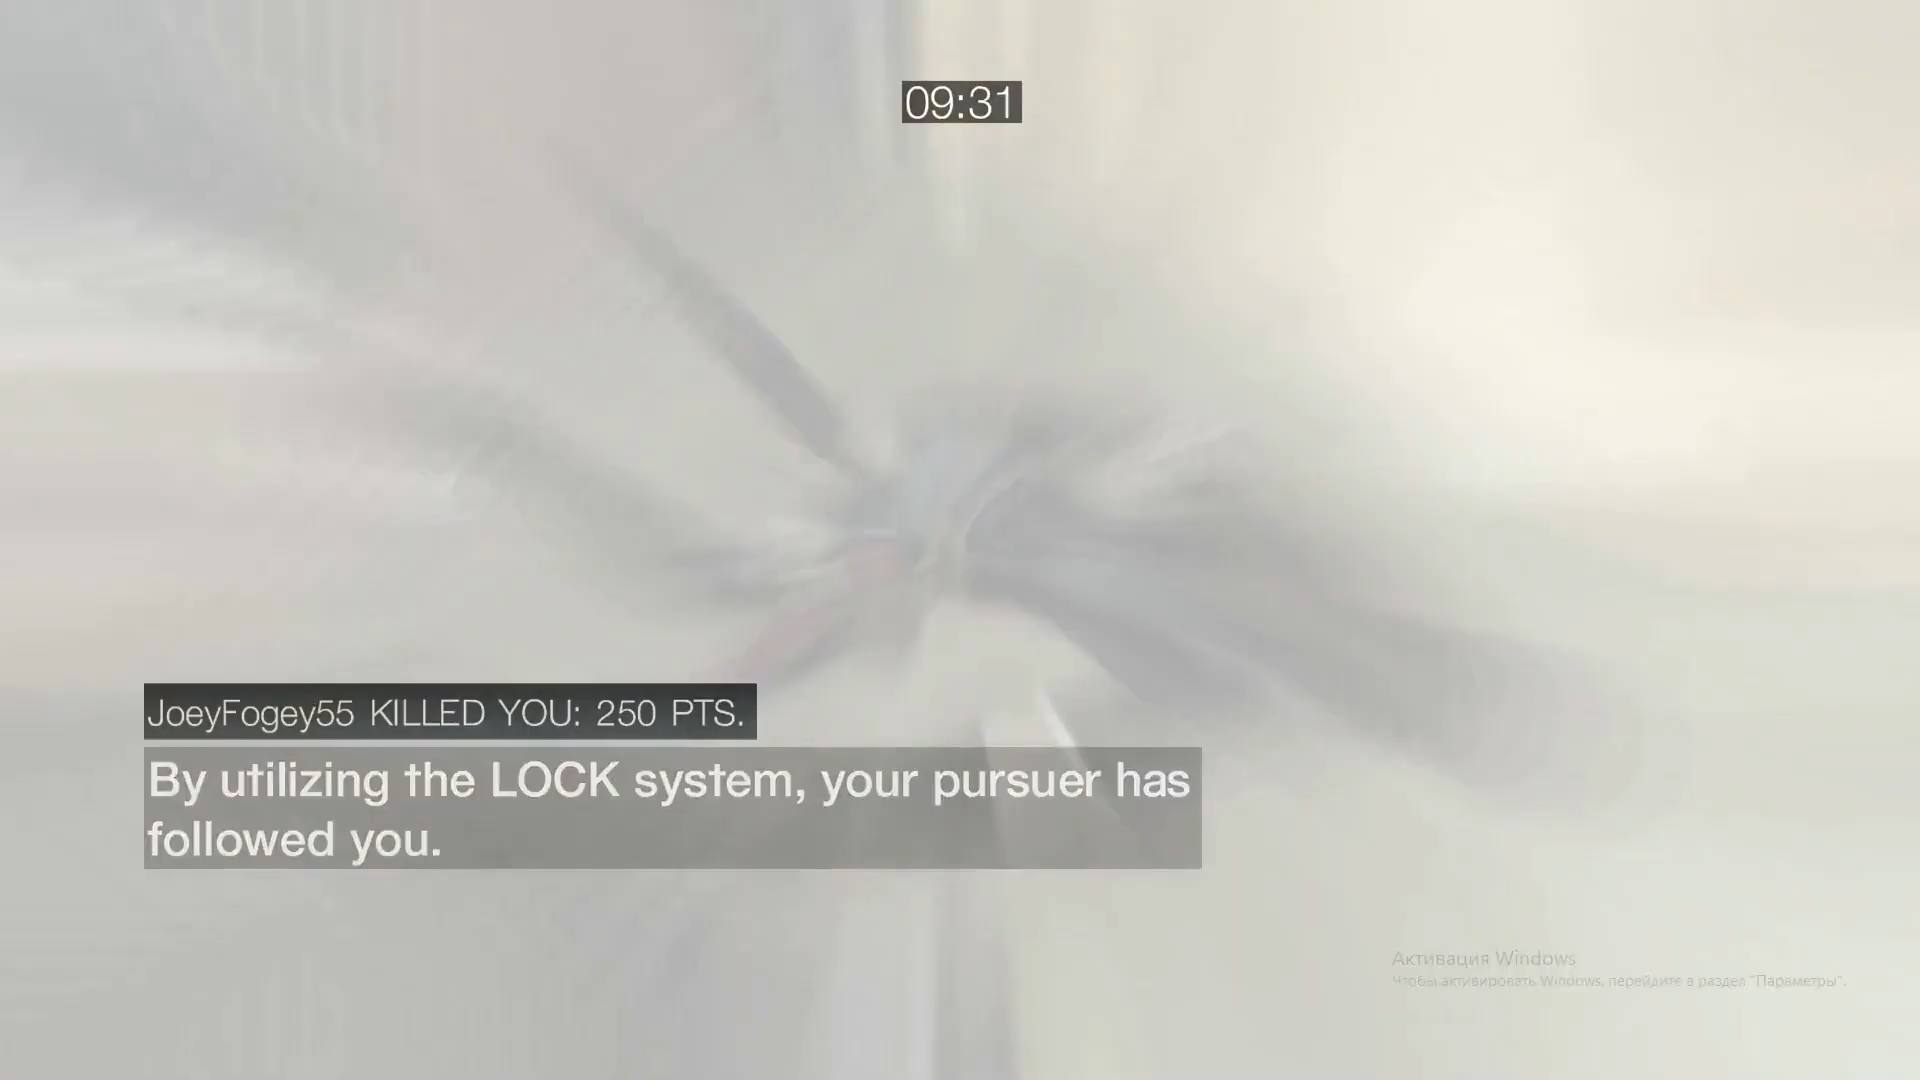 09:31
JoeyFogey55 KILLED YOU: 250 PTS.
By utilizing the LOCK system, your pursuer has
followed you.
Активация Windows
Чтобы активировать Windows, перейдите в раздел "Параметры".